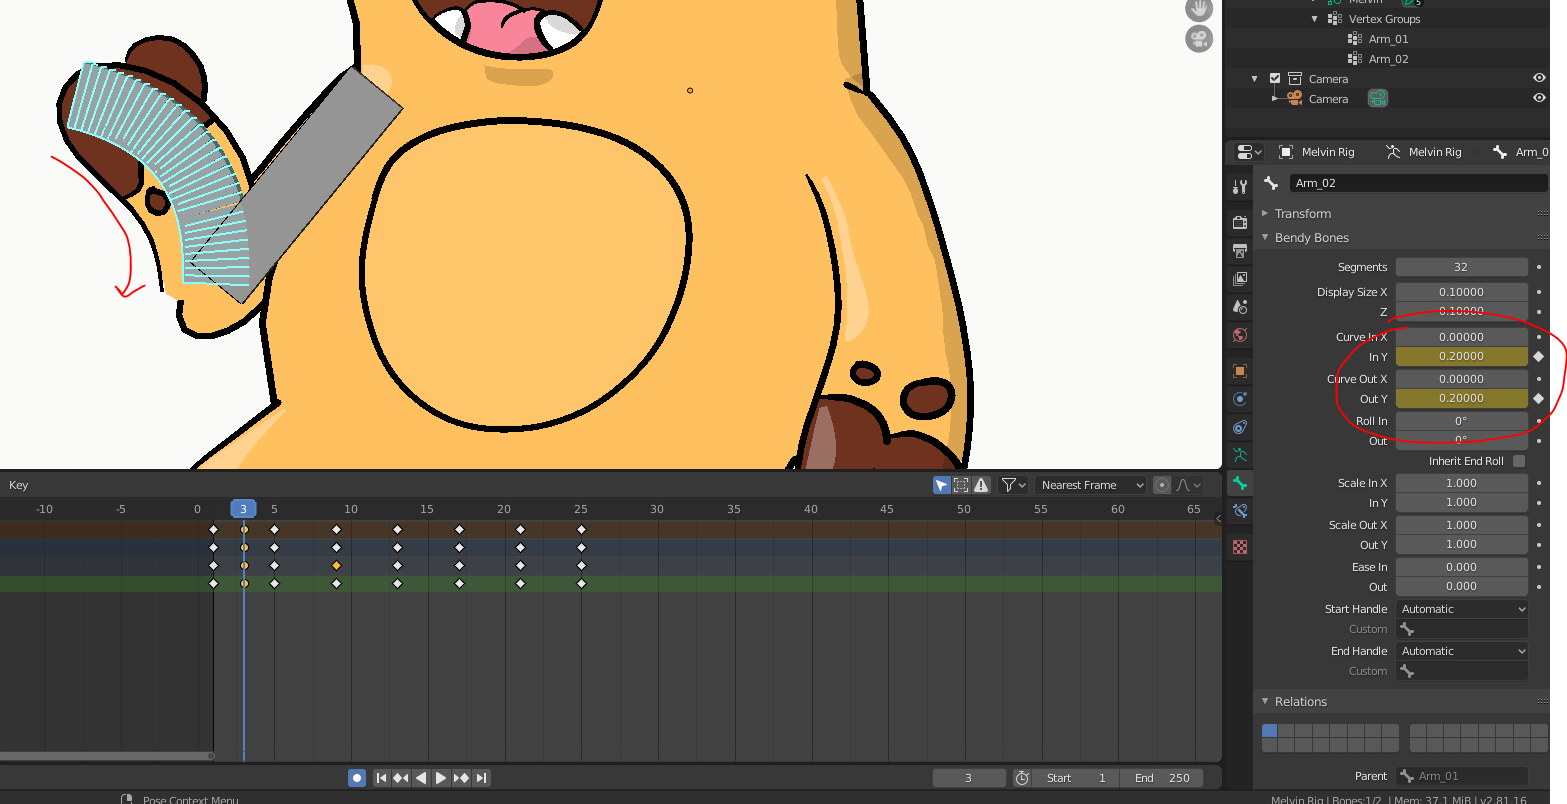 Melvin
5
Vertex Groups
Arm_01
Arm_02
Camera
Camera
Melvin Rig Melvin Rig Arm_0
Arm_02
Transform
Bendy Bones
Segments 32
Display Size X 0.10000
Z 0.10000
Curve In X 0.00000
In Y 0.20000
Curve Out X 0.00000
Out Y 0.20000
Roll In 0°
Out 0°
Inherit End Roll
Scale In X 1.000
In Y 1.000
Scale Out X 1.000
Out Y 1.000
Ease In 0.000
Out 0.000
Start Handle Automatic
Custom
End Handle Automatic
Custom
Relations
Parent Arm_01
Key Nearest Frame
-10 -5 0 3 5 10 15 20 25 30 35 40 45 50 55 60 65
3 Start 1 End 250
Pose Context Menu Melvin Rig | Bones:1/2 | Mem: 37.1 MiB | v2.81.16